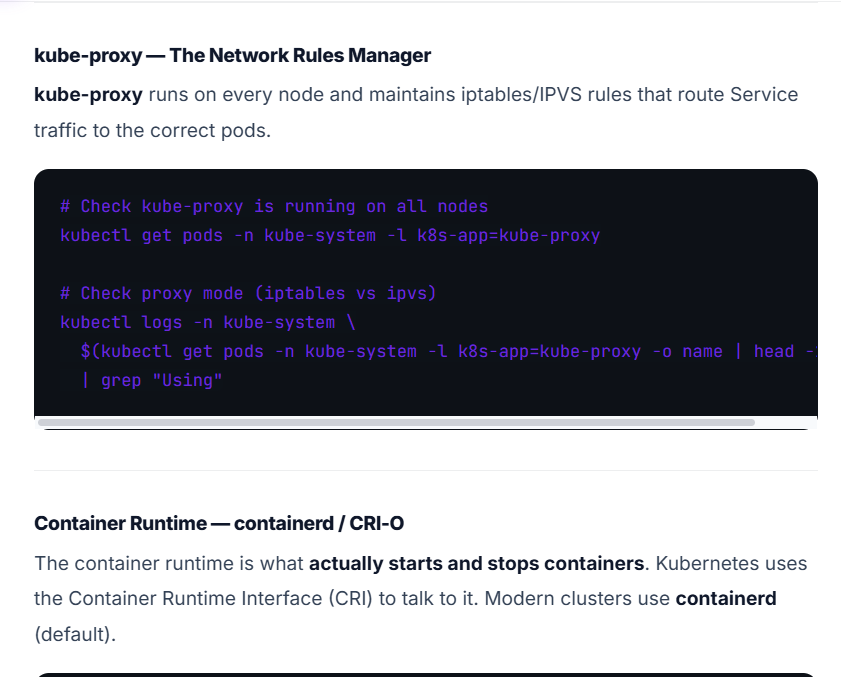 kube-proxy — The Network Rules Manager
kube-proxy runs on every node and maintains iptables/IPVS rules that route Service
traffic to the correct pods.
# Check kube-proxy is running on all nodes
kubectl get pods -n kube-system -l k8s-app=kube-proxy
# Check proxy mode (iptables vs ipvs)
kubectl logs -n kube-system \
$(kubectl get pods -n kube-system -l k8s-app=kube-proxy -o name | head -
| grep "Using"
Container Runtime — containerd / CRI-O
The container runtime is what actually starts and stops containers. Kubernetes uses
the Container Runtime Interface (CRI) to talk to it. Modern clusters use containerd
(default).